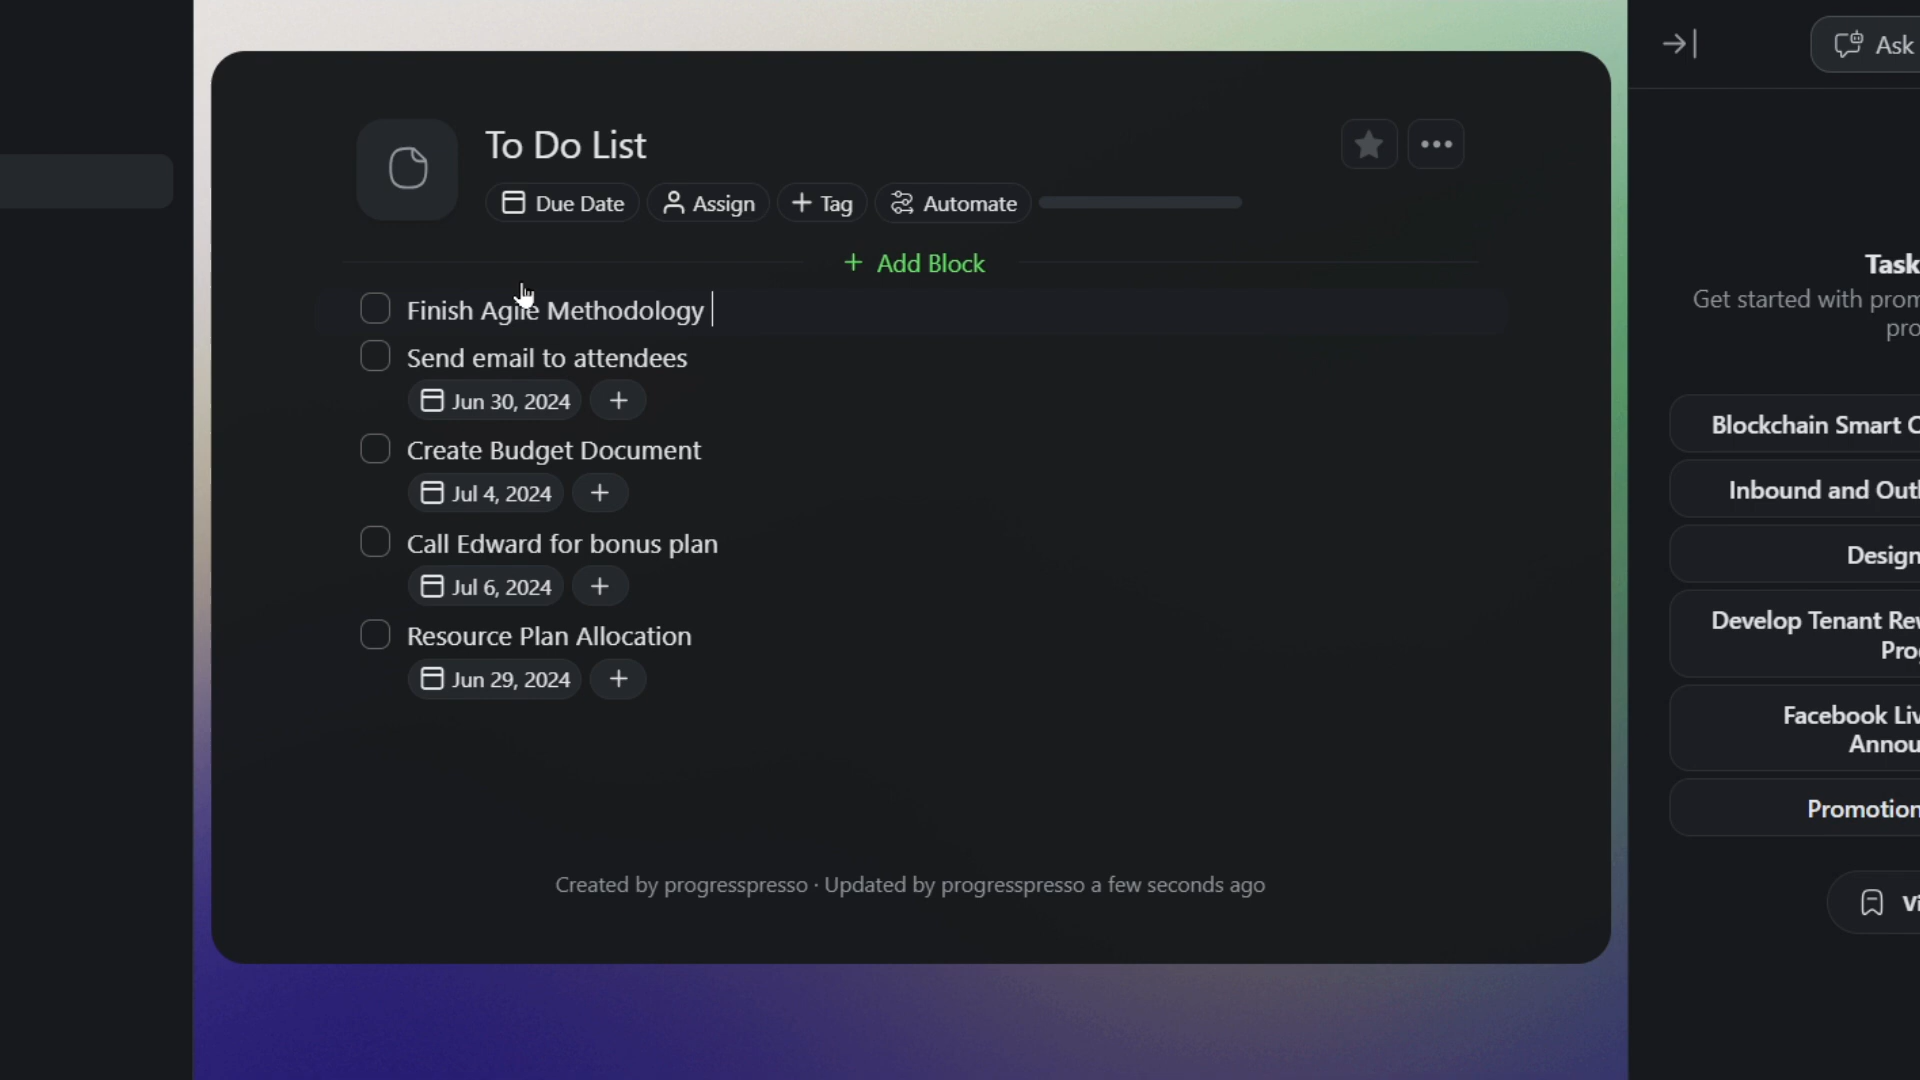 Ask
To Do List
Due Date Assign + Tag Automate
+ Add Block
Finish Agile Methodology
Send email to attendees
Jun 30, 2024 +
Create Budget Document
Jul 4, 2024 +
Call Edward for bonus plan
Jul 6, 2024 +
Resource Plan Allocation
Jun 29, 2024 +
Created by progresspresso · Updated by progresspresso a few seconds ago
Task
Get started with prom
pro
Blockchain Smart C
Inbound and Out
Design
Develop Tenant Re
Pro
Facebook Liv
Annou
Promotion
Vi